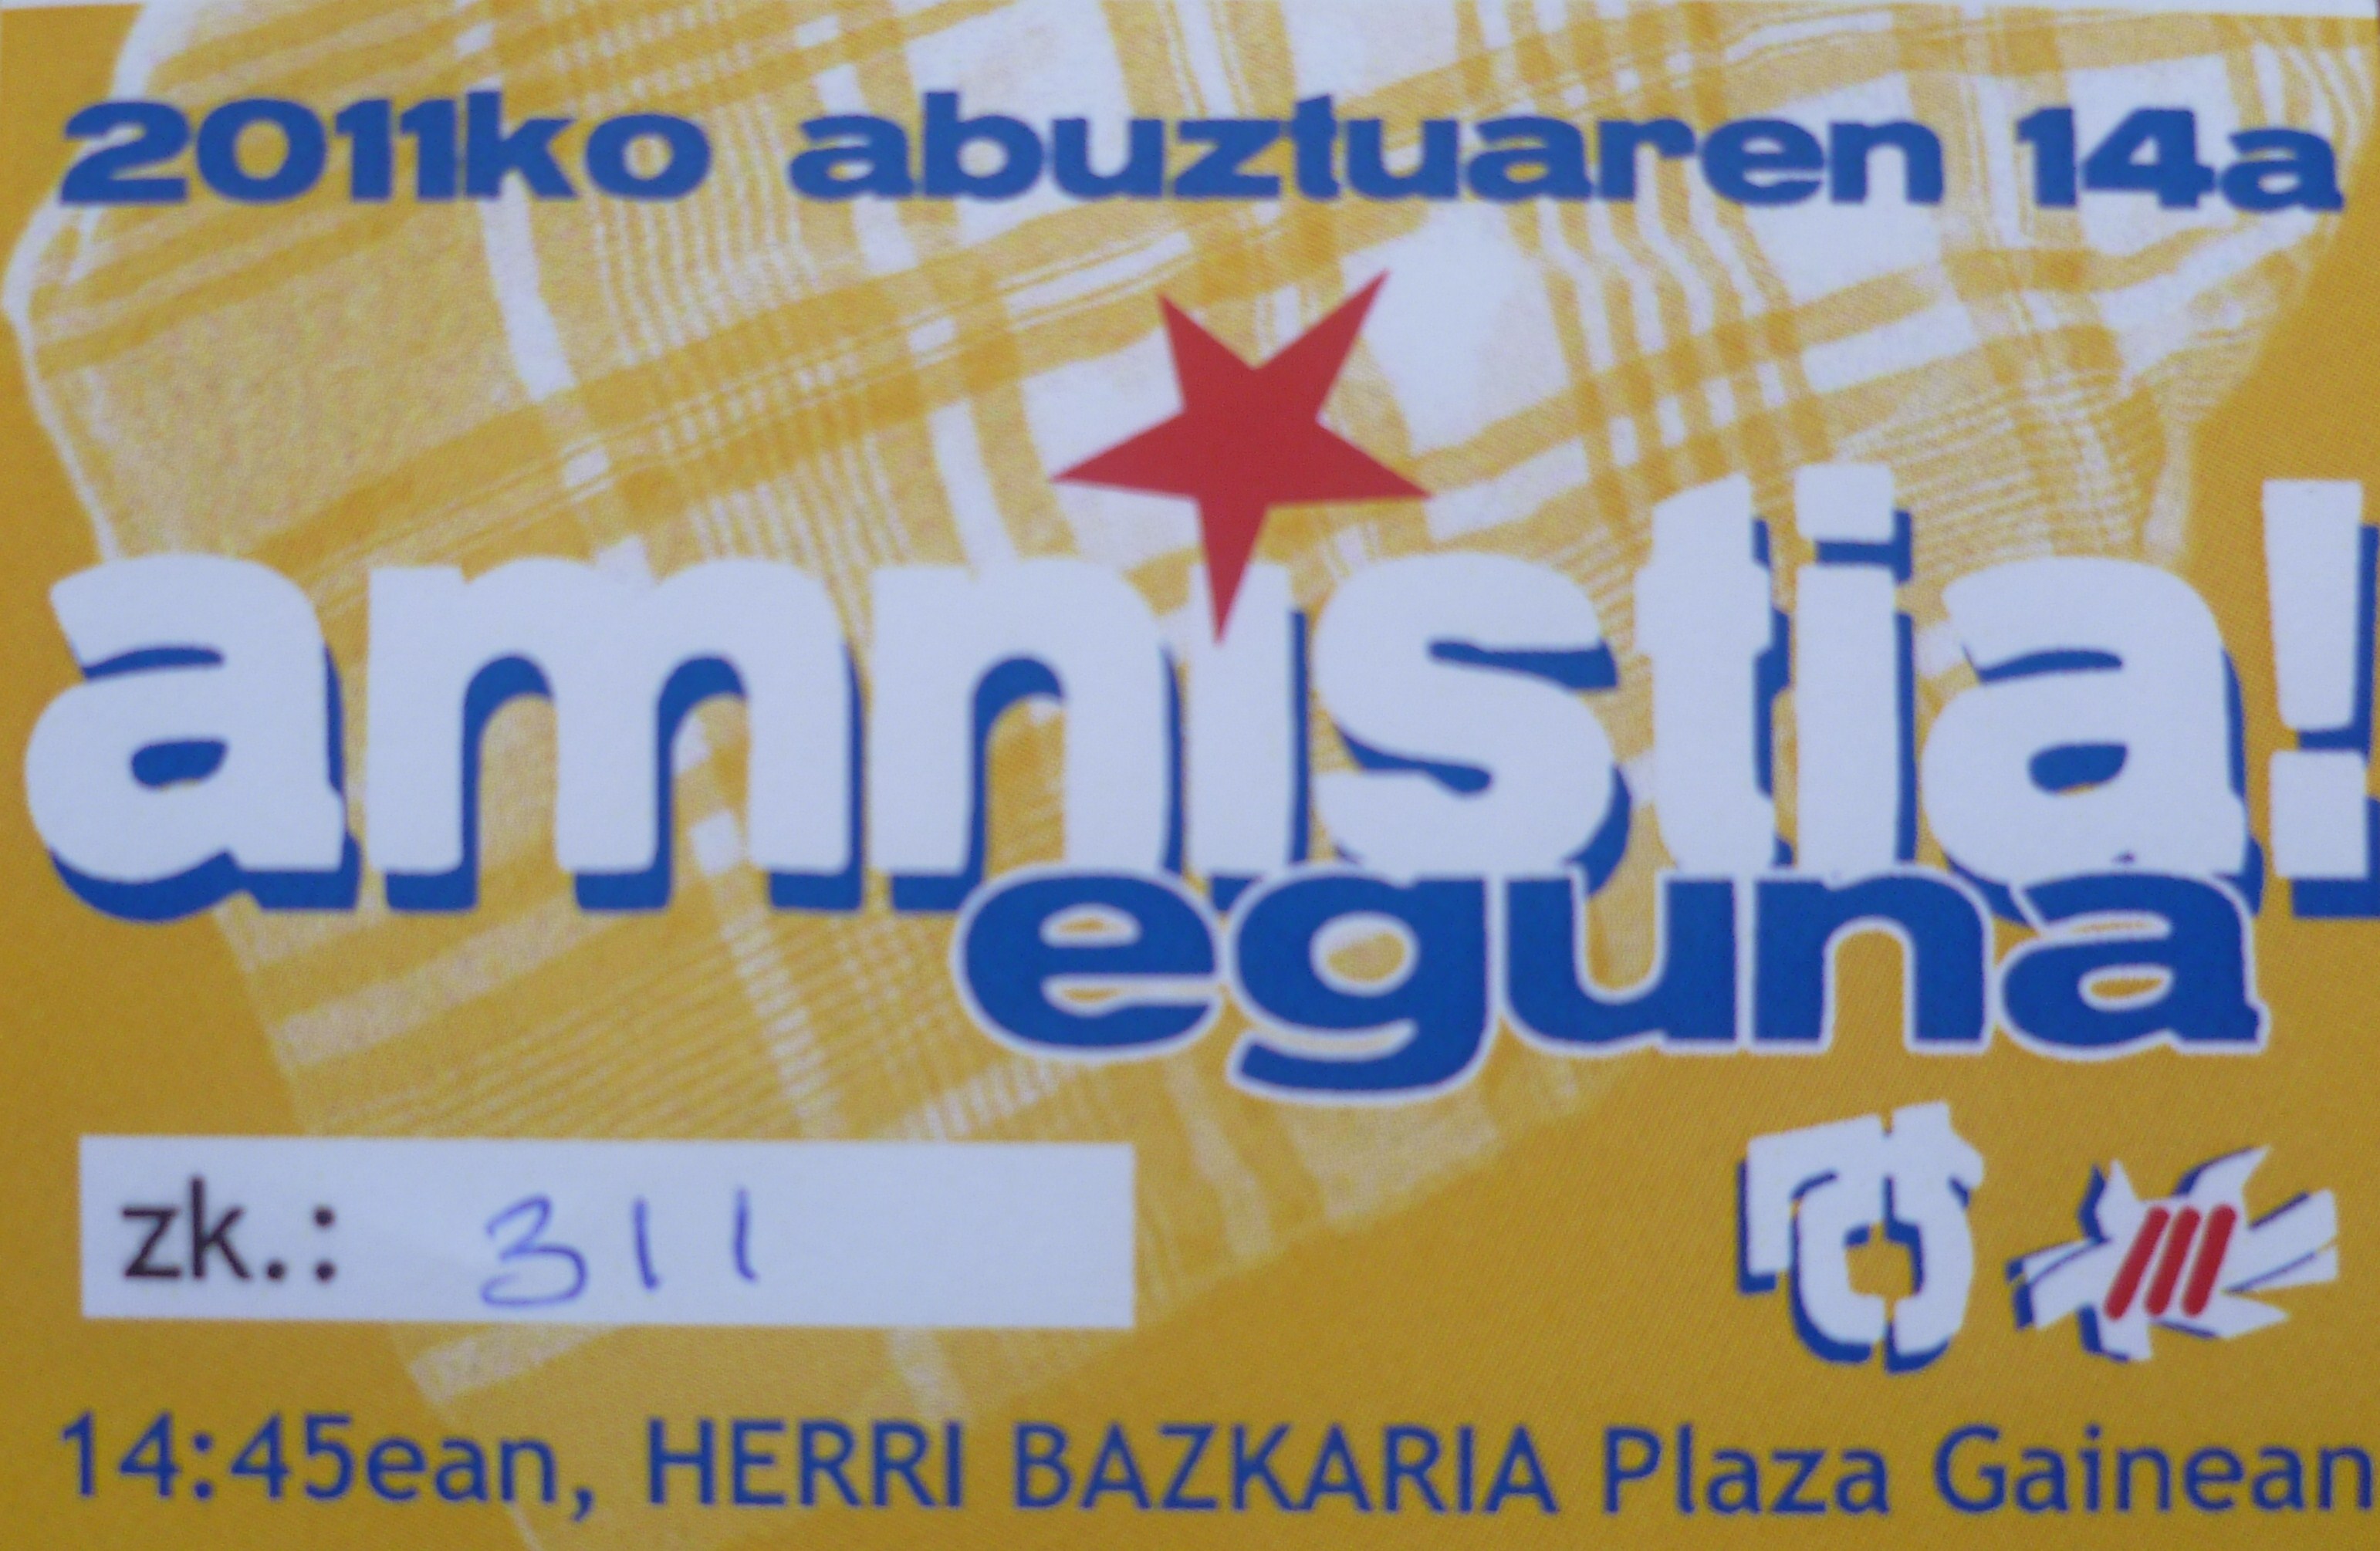 2011ko abuztuaren 14a
amnistia!
eguna
zk.: 311
14:45ean, HERRI BAZKARIA Plaza Gainean